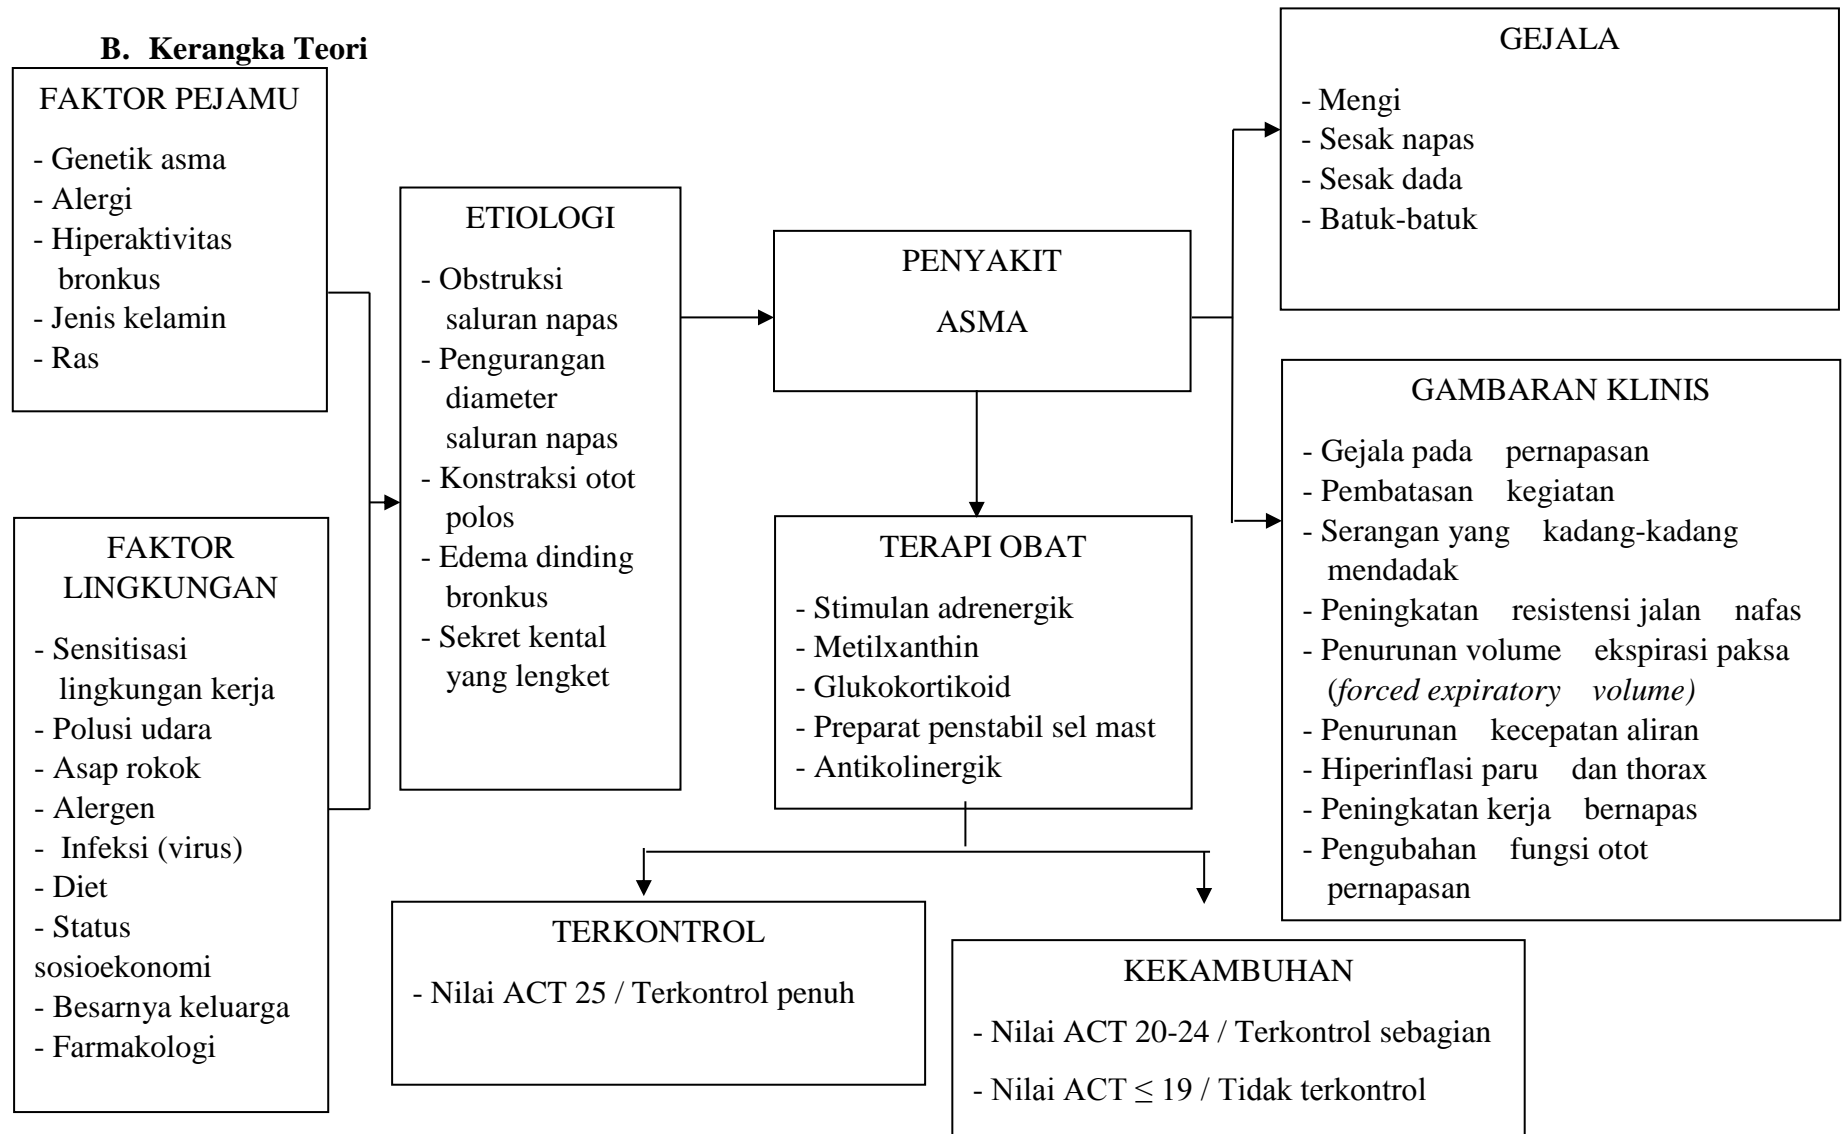 B. Kerangka Teori
FAKTOR PEJAMU
- Genetik asma
- Alergi
- Hiperaktivitas
bronkus
- Jenis kelamin
- Ras
FAKTOR
LINGKUNGAN
- Sensitisasi
lingkungan kerja
- Polusi udara
- Asap rokok
- Alergen
- Infeksi (virus)
- Diet
- Status
sosioekonomi
- Besarnya keluarga
- Farmakologi
ETIOLOGI
- Obstruksi
saluran napas
- Pengurangan
diameter
saluran napas
- Konstraksi otot
polos
- Edema dinding
bronkus
- Sekret kental
yang lengket
PENYAKIT
ASMA
TERAPI OBAT
- Stimulan adrenergik
- Metilxanthin
- Glukokortikoid
- Preparat penstabil sel mast
- Antikolinergik
GEJALA
- Mengi
- Sesak napas
- Sesak dada
- Batuk-batuk
GAMBARAN KLINIS
- Gejala pada pernapasan
- Pembatasan kegiatan
- Serangan yang kadang-kadang
mendadak
- Peningkatan resistensi jalan nafas
- Penurunan volume ekspirasi paksa
(forced expiratory volume)
- Penurunan kecepatan aliran
- Hiperinflasi paru dan thorax
- Peningkatan kerja bernapas
- Pengubahan fungsi otot
pernapasan
TERKONTROL
- Nilai ACT 25 / Terkontrol penuh
KEKAMBUHAN
- Nilai ACT 20-24 / Terkontrol sebagian
- Nilai ACT ≤ 19 / Tidak terkontrol